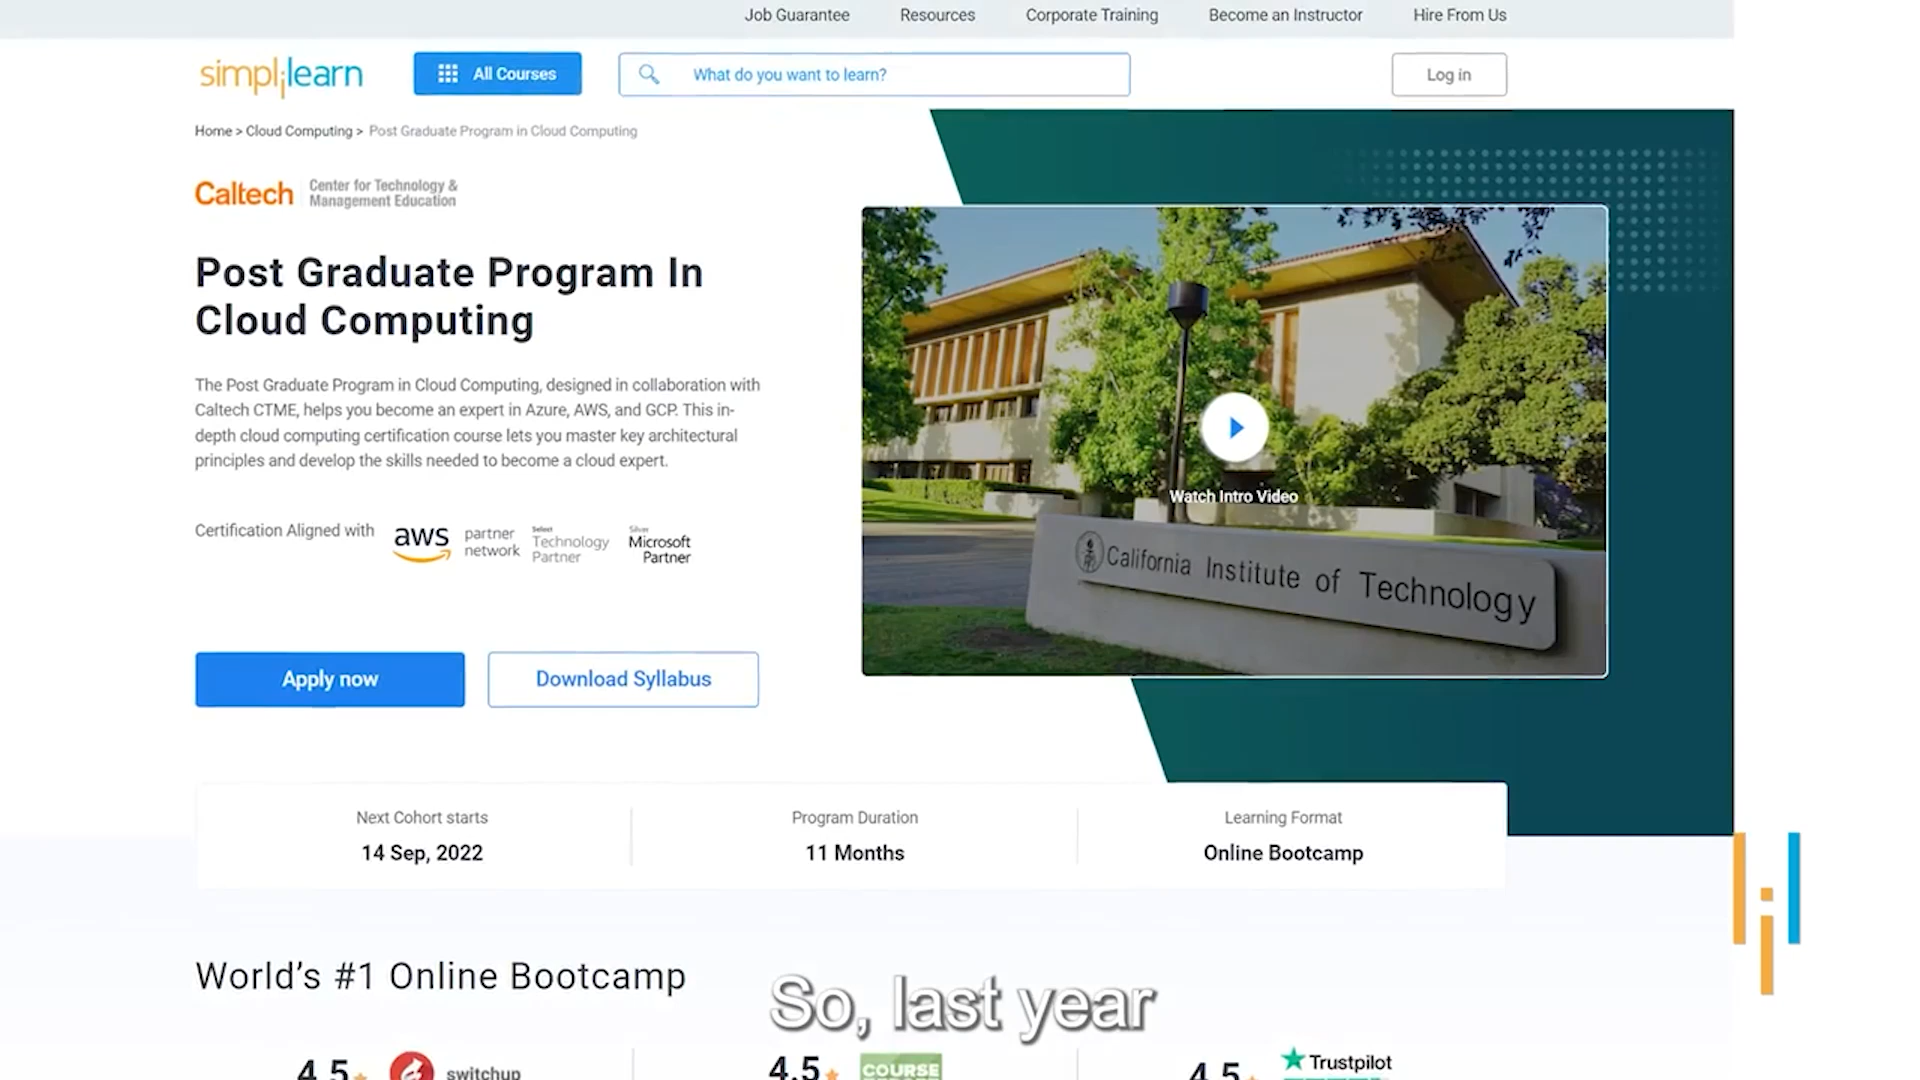 Job Guarantee
Resources
Corporate Training
Become an Instructor
Hire From Us
simplilearn
All Courses
What do you want to learn?
Log in
Home > Cloud Computing > Post Graduate Program in Cloud Computing
Caltech
Center for Technology &
Management Education
Post Graduate Program In
Cloud Computing
The Post Graduate Program in Cloud Computing, designed in collaboration with
Caltech CTME, helps you become an expert in Azure, AWS, and GCP. This in-
depth cloud computing certification course lets you master key architectural
principles and develop the skills needed to become a cloud expert.
Certification Aligned with
aws
partner
network
Select
Technology
Partner
Silver
Microsoft
Partner
Watch Intro Video
California Institute of Technology
Apply now
Download Syllabus
Next Cohort starts
14 Sep, 2022
Program Duration
11 Months
Learning Format
Online Bootcamp
World's #1 Online Bootcamp
So, last year
4.5
switchup
4.5
COURSE
4.5
Trustpilot